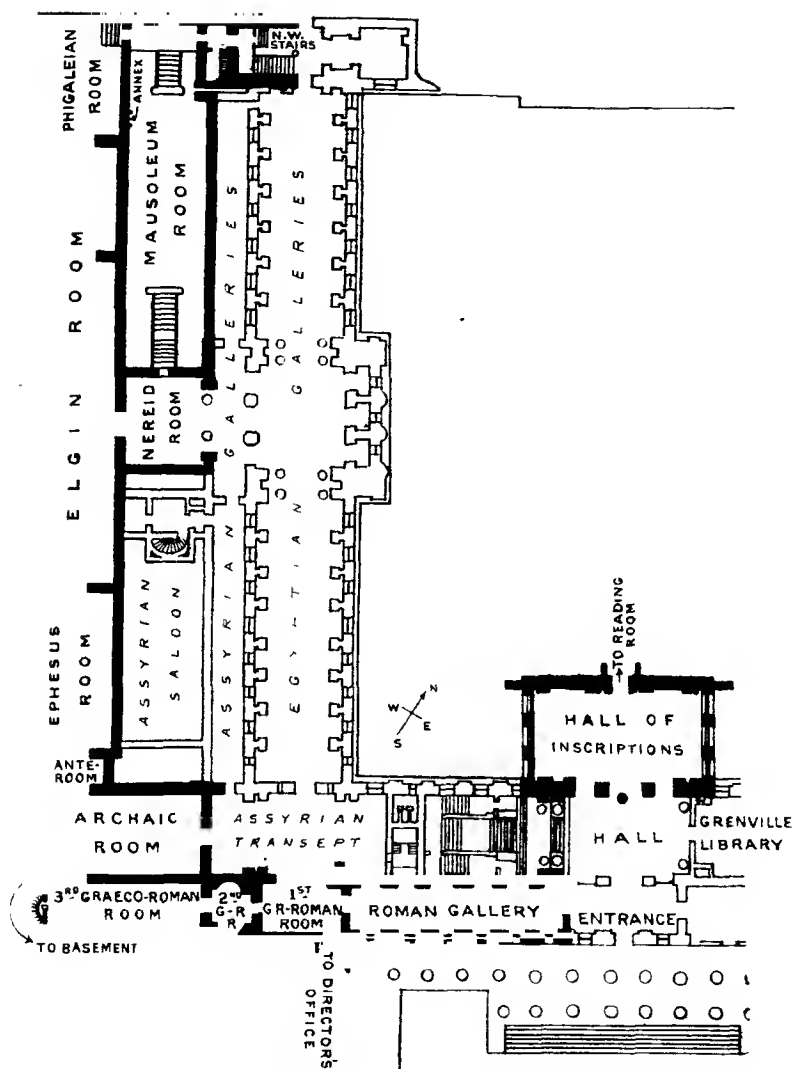 N.W.
STAIRS
PHIGALEIAN
ROOM
ANNEX
MAUSOLEUM
ROOM
ELGIN ROOM
NEREID
ROOM
ASSYRIAN GALLERIES
EGYPTIAN GALLERIES
EPHESUS
ROOM
ASSYRIAN
SALOON
TO READING
ROOM
N
W
E
S
HALL OF
INSCRIPTIONS
ANTE-
ROOM
ARCHAIC
ROOM
ASSYRIAN
TRANSEPT
HALL
GRENVILLE
LIBRARY
3RD GRAECO-ROMAN
ROOM
2ND
G-R
R
1ST
GR-ROMAN
ROOM
ROMAN GALLERY
ENTRANCE
TO BASEMENT
TO DIRECTOR'S
OFFICE